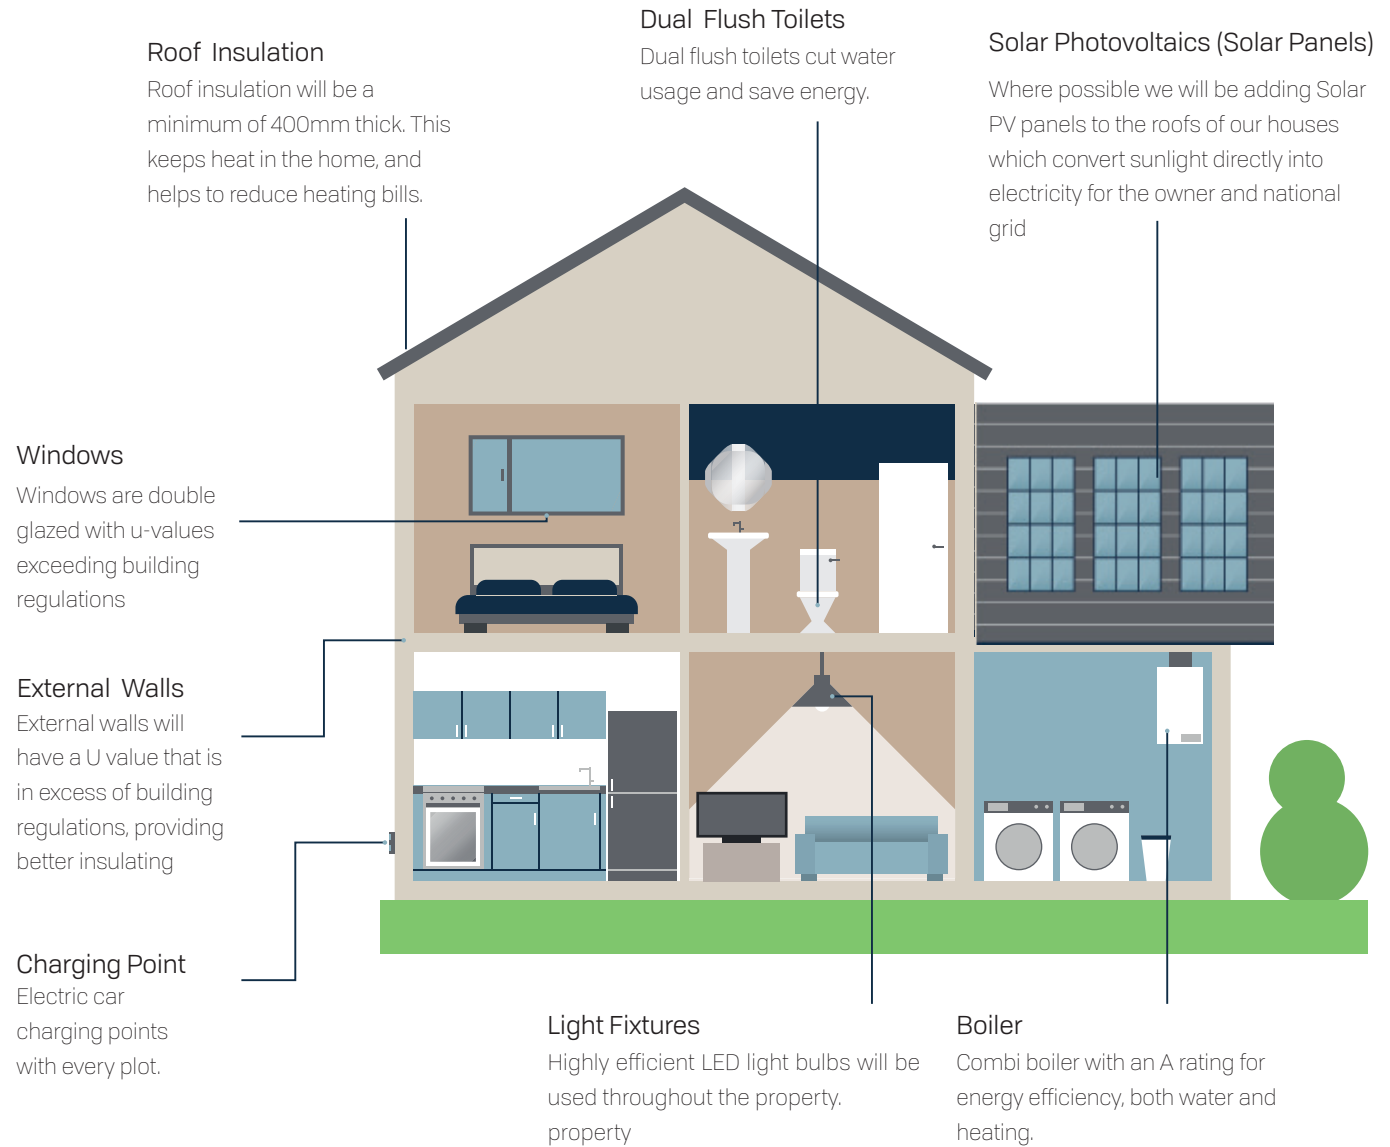 Roof Insulation
Roof insulation will be a
minimum of 400mm thick. This
keeps heat in the home, and
helps to reduce heating bills.
Dual Flush Toilets
Dual flush toilets cut water
usage and save energy.
Solar Photovoltaics (Solar Panels)
Where possible we will be adding Solar
PV panels to the roofs of our houses
which convert sunlight directly into
electricity for the owner and national
grid
Windows
Windows are double
glazed with u-values
exceeding building
regulations
External Walls
External walls will
have a U value that is
in excess of building
regulations, providing
better insulating
Charging Point
Electric car
charging points
with every plot.
Light Fixtures
Highly efficient LED light bulbs will be
used throughout the property.
property
Boiler
Combi boiler with an A rating for
energy efficiency, both water and
heating.